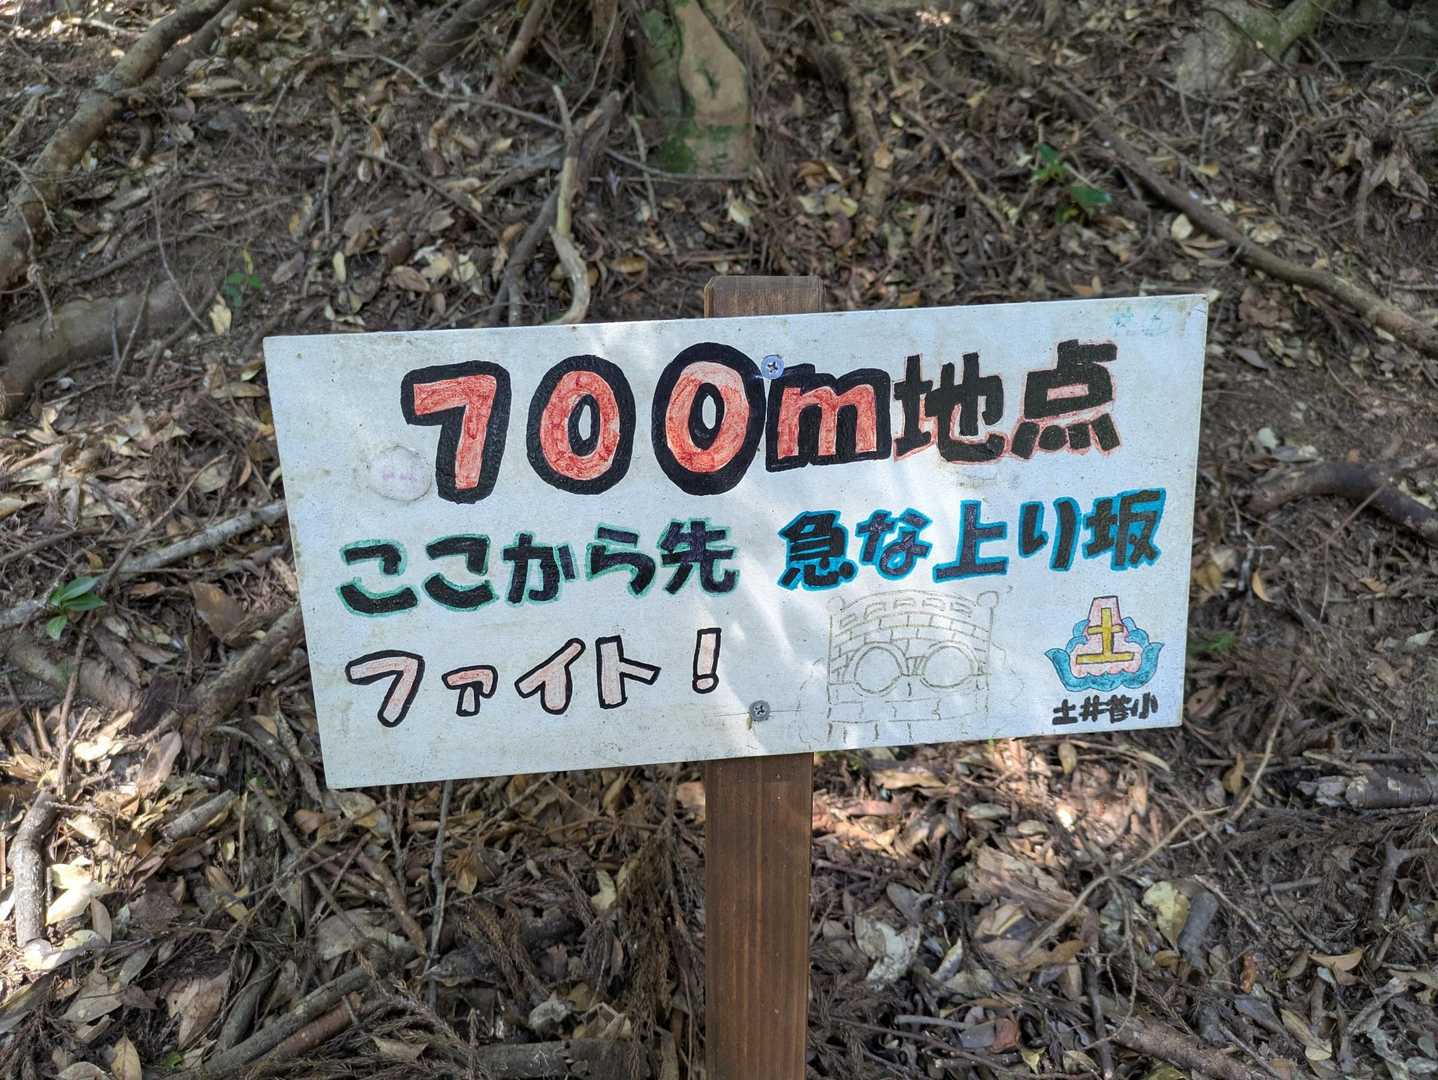 700m地点
ここから先 急な上り坂
ファイト!
土
土井首小